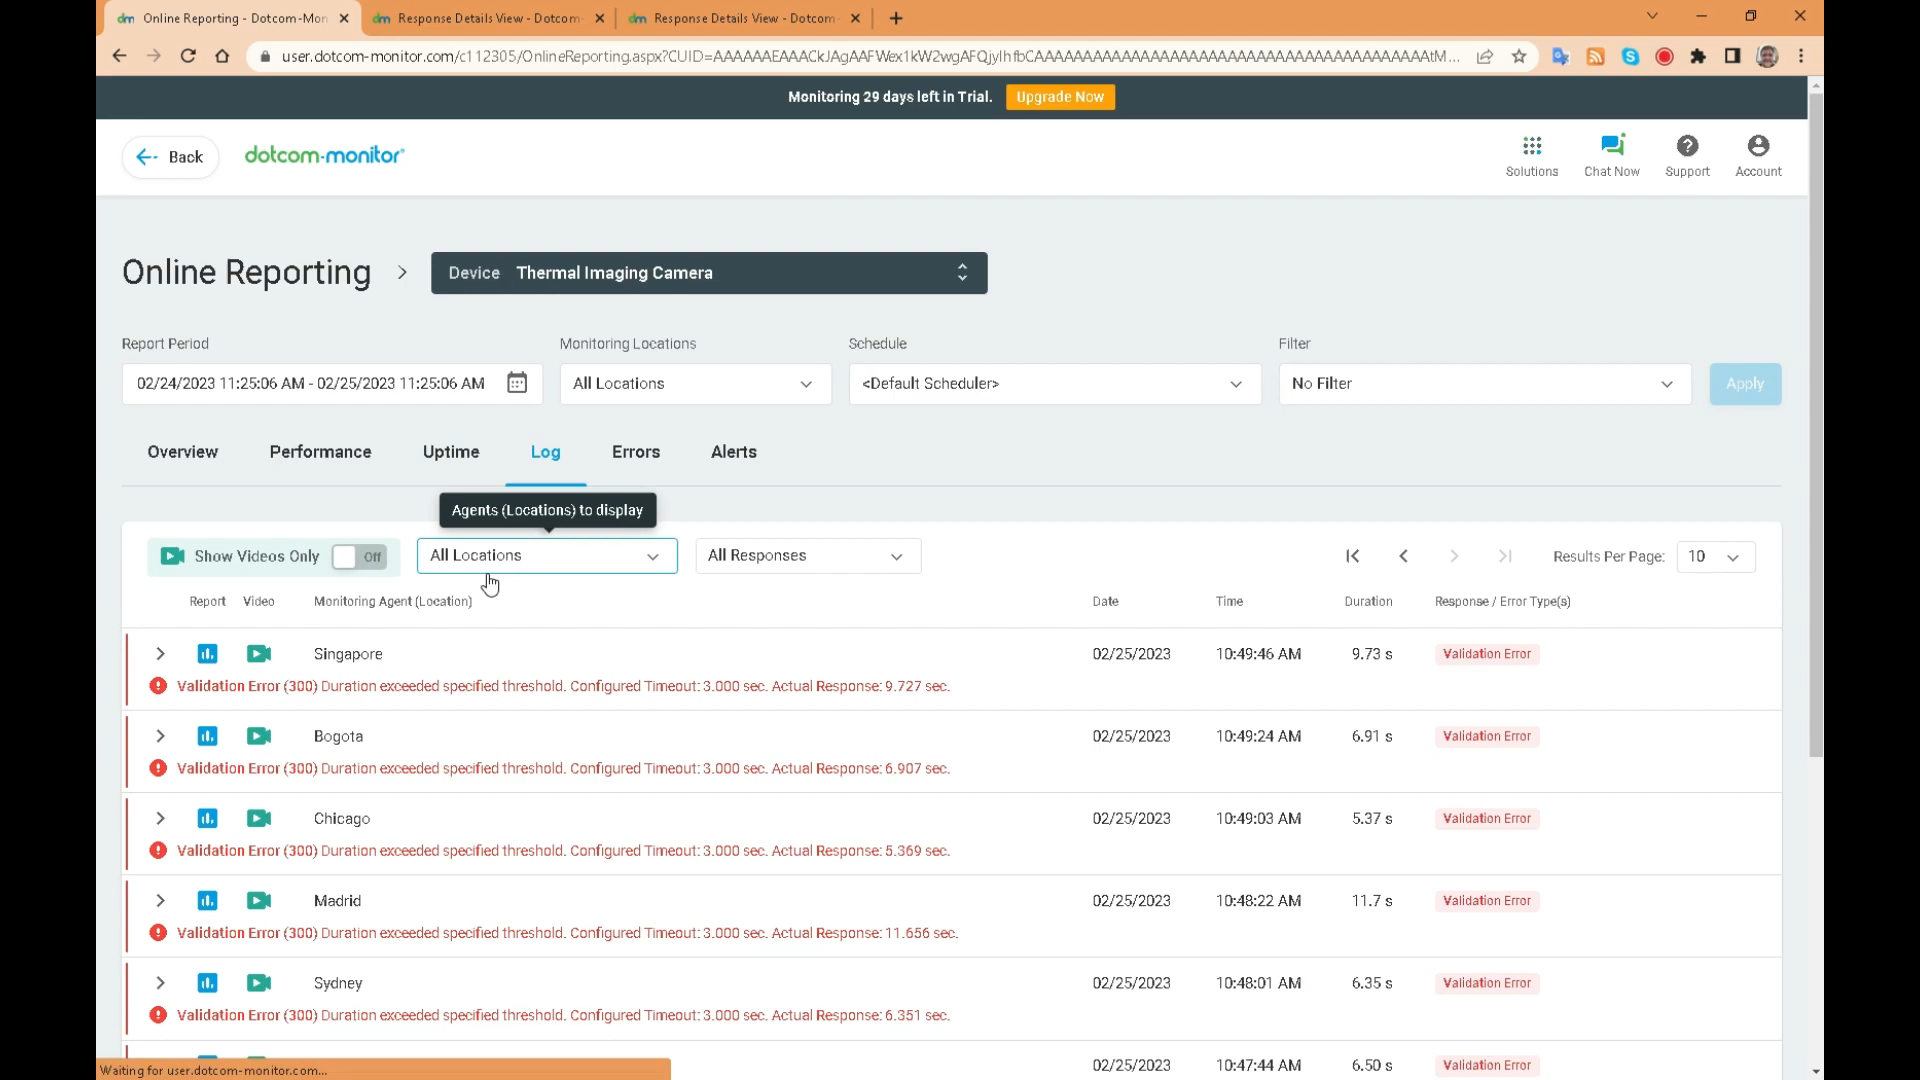 Online Reporting - Dotcom-Mon
Response Details View - Dotcom-
Response Details View - Dotcom-
Monitoring 29 days left in Trial.
Upgrade Now
Back
dotcom-monitor
Solutions
Chat Now
Support
Account
Online Reporting > Device Thermal Imaging Camera
Report Period
Monitoring Locations
Schedule
Filter
02/24/2023 11:25:06 AM - 02/25/2023 11:25:06 AM
All Locations
<Default Scheduler>
No Filter
Apply
Overview
Performance
Uptime
Log
Errors
Alerts
Agents (Locations) to display
Show Videos Only Off
All Locations
All Responses
Results Per Page: 10
Report Video Monitoring Agent (Location) Date Time Duration Response / Error Type(s)
Singapore 02/25/2023 10:49:46 AM 9.73 s Validation Error
Validation Error (300) Duration exceeded specified threshold. Configured Timeout: 3.000 sec. Actual Response: 9.727 sec.
Bogota 02/25/2023 10:49:24 AM 6.91 s Validation Error
Validation Error (300) Duration exceeded specified threshold. Configured Timeout: 3.000 sec. Actual Response: 6.907 sec.
Chicago 02/25/2023 10:49:03 AM 5.37 s Validation Error
Validation Error (300) Duration exceeded specified threshold. Configured Timeout: 3.000 sec. Actual Response: 5.369 sec.
Madrid 02/25/2023 10:48:22 AM 11.7 s Validation Error
Validation Error (300) Duration exceeded specified threshold. Configured Timeout: 3.000 sec. Actual Response: 11.656 sec.
Sydney 02/25/2023 10:48:01 AM 6.35 s Validation Error
Validation Error (300) Duration exceeded specified threshold. Configured Timeout: 3.000 sec. Actual Response: 6.351 sec.
02/25/2023 10:47:44 AM 6.50 s Validation Error
Waiting for user.dotcom-monitor.com...